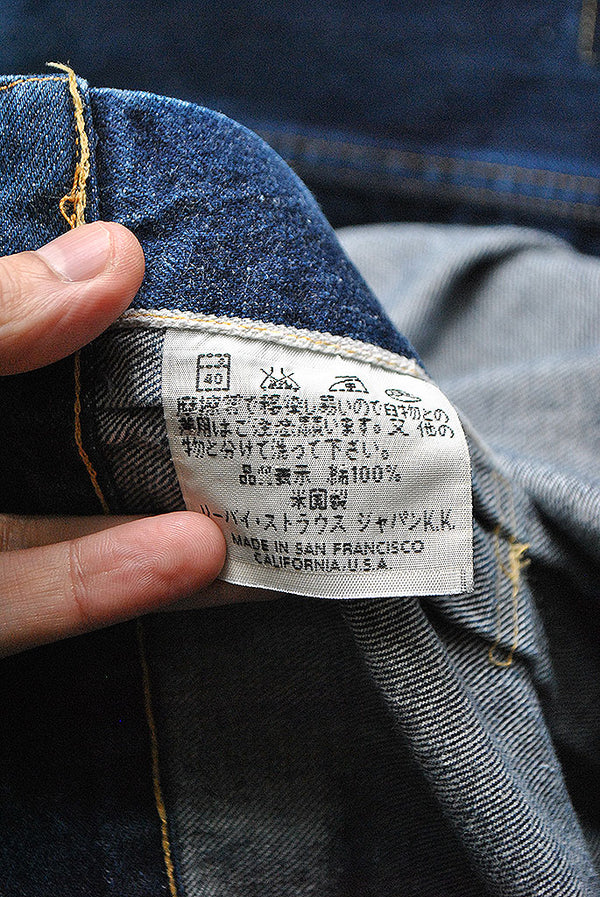 40
摩擦等で移染し易いので白物との
兼用はご注意願います。又、他の
物と分けて洗って下さい。
品質表示 綿100%
米国製
リーバイ・ストラウス ジャパンK.K.
MADE IN SAN FRANCISCO
CALIFORNIA.U.S.A